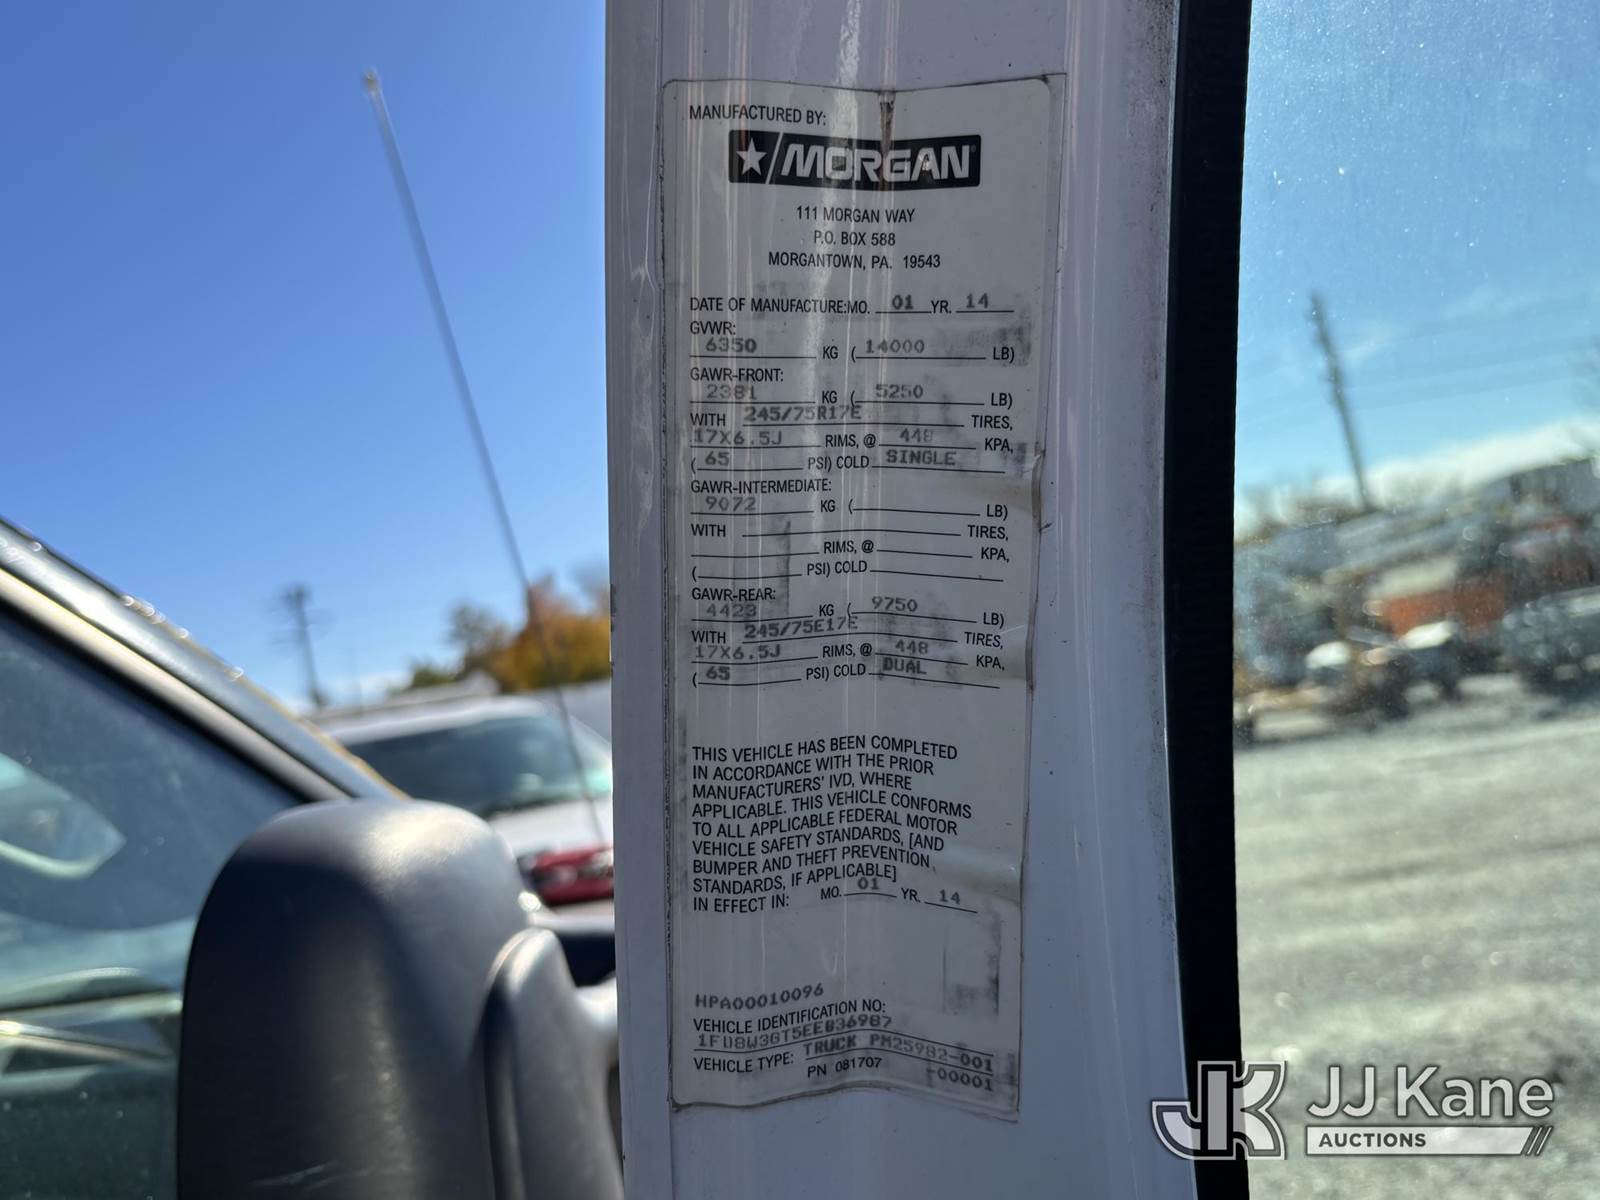 MANUFACTURED BY:
MORGAN
111 MORGAN WAY
P.O. BOX 588
MORGANTOWN, PA. 19543
DATE OF MANUFACTURE:MO. 01 YR. 14
GVWR:
6350 KG (14000 LB)
GAWR-FRONT:
2381 KG (5250 LB)
WITH 245/75R17E TIRES,
17X6.5J RIMS, @ 448 KPA,
(65 PSI) COLD SINGLE
GAWR-INTERMEDIATE:
9072 KG ( LB)
WITH TIRES,
RIMS, @ KPA,
( PSI) COLD
GAWR-REAR:
4423 KG (9750 LB)
WITH 245/75E17E TIRES,
17X6.5J RIMS, @ 448 KPA,
(65 PSI) COLD DUAL
THIS VEHICLE HAS BEEN COMPLETED
IN ACCORDANCE WITH THE PRIOR
MANUFACTURERS' IVD, WHERE
APPLICABLE. THIS VEHICLE CONFORMS
TO ALL APPLICABLE FEDERAL MOTOR
VEHICLE SAFETY STANDARDS, [AND
BUMPER AND THEFT PREVENTION
STANDARDS, IF APPLICABLE]
IN EFFECT IN: MO. 01 YR. 14
HPA00010096
VEHICLE IDENTIFICATION NO:
1FD8W3GT5EEB36987
VEHICLE TYPE: TRUCK PM25982-001
PN 081707 -00001
JK JJ Kane
AUCTIONS